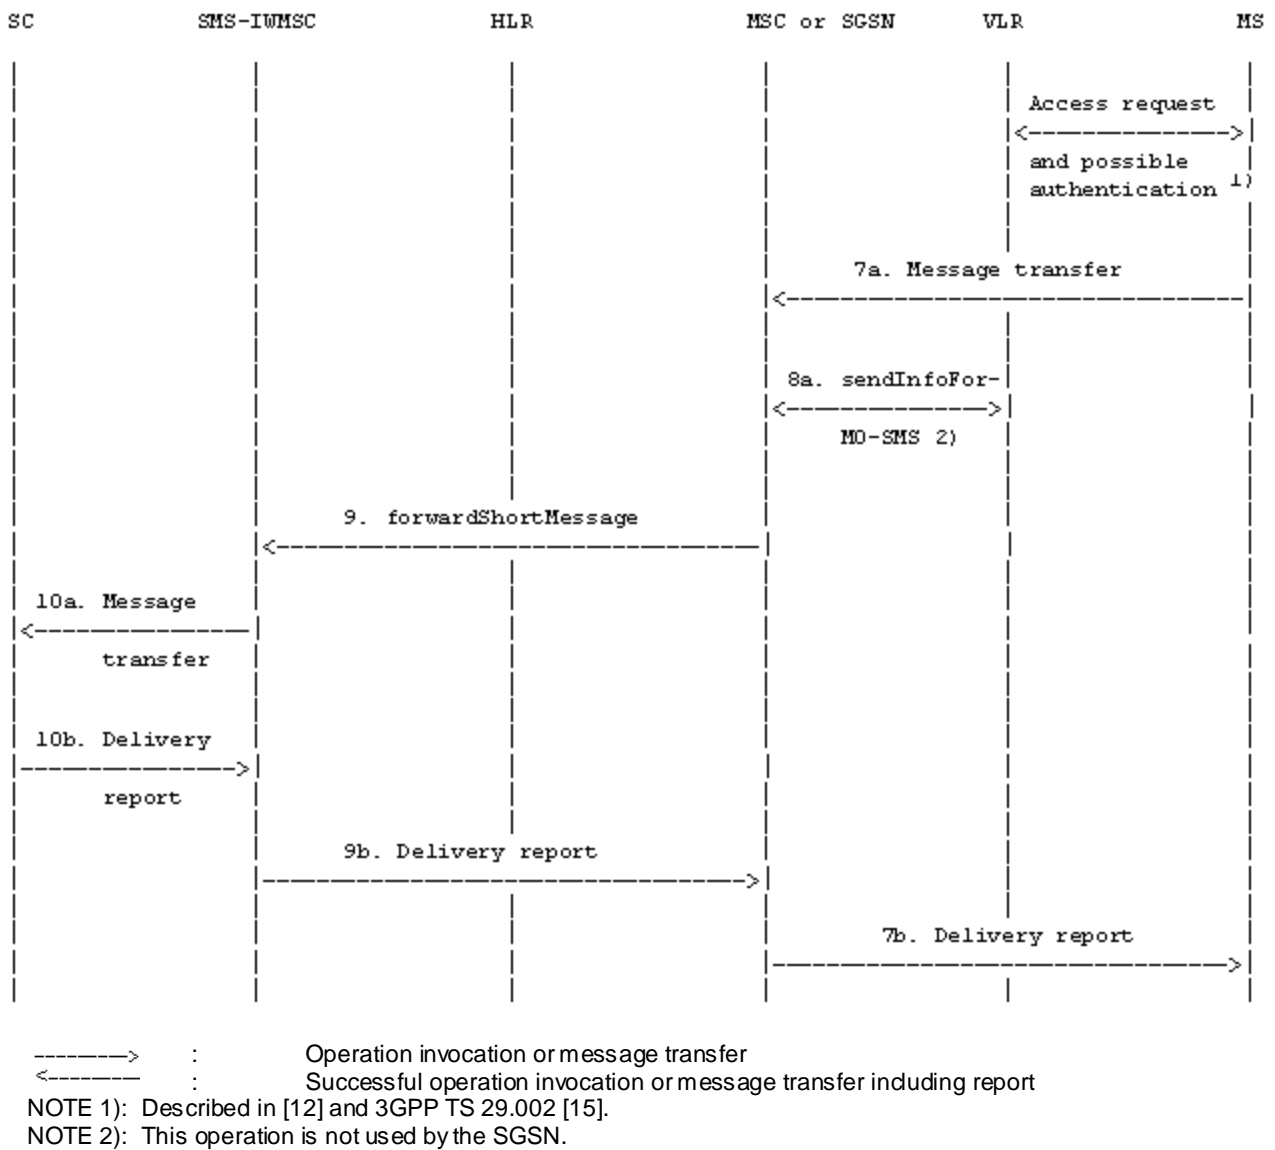 SC SMS-IWMSC HLR MSC or SGSN VLR MS
Access request
and possible
authentication 1)
7a. Message transfer
8a. sendInfoFor-
MO-SMS 2)
9. forwardShortMessage
10a. Message
transfer
10b. Delivery
report
9b. Delivery report
7b. Delivery report
: Operation invocation or message transfer
: Successful operation invocation or message transfer including report
NOTE 1): Described in [12] and 3GPP TS 29.002 [15].
NOTE 2): This operation is not used by the SGSN.